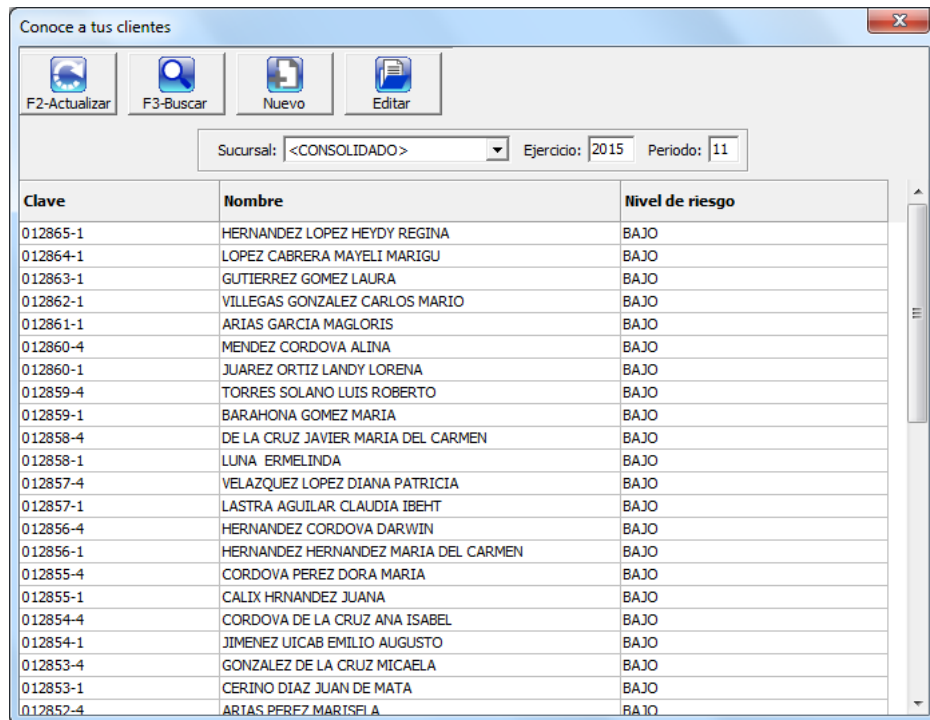 Conoce a tus clientes
F2-Actualizar F3-Buscar Nuevo Editar
Sucursal: <CONSOLIDADO> Ejercicio: 2015 Periodo: 11
Clave Nombre Nivel de riesgo
012865-1 HERNANDEZ LOPEZ HEYDY REGINA BAJO
012864-1 LOPEZ CABRERA MAYELI MARIGU BAJO
012863-1 GUTIERREZ GOMEZ LAURA BAJO
012862-1 VILLEGAS GONZALEZ CARLOS MARIO BAJO
012861-1 ARIAS GARCIA MAGLORIS BAJO
012860-4 MENDEZ CORDOVA ALINA BAJO
012860-1 JUAREZ ORTIZ LANDY LORENA BAJO
012859-4 TORRES SOLANO LUIS ROBERTO BAJO
012859-1 BARAHONA GOMEZ MARIA BAJO
012858-4 DE LA CRUZ JAVIER MARIA DEL CARMEN BAJO
012858-1 LUNA  ERMELINDA BAJO
012857-4 VELAZQUEZ LOPEZ DIANA PATRICIA BAJO
012857-1 LASTRA AGUILAR CLAUDIA IBEHT BAJO
012856-4 HERNANDEZ CORDOVA DARWIN BAJO
012856-1 HERNANDEZ HERNANDEZ MARIA DEL CARMEN BAJO
012855-4 CORDOVA PEREZ DORA MARIA BAJO
012855-1 CALIX HRNANDEZ JUANA BAJO
012854-4 CORDOVA DE LA CRUZ ANA ISABEL BAJO
012854-1 JIMENEZ UICAB EMILIO AUGUSTO BAJO
012853-4 GONZALEZ DE LA CRUZ MICAELA BAJO
012853-1 CERINO DIAZ JUAN DE MATA BAJO
012852-4 ARIAS PEREZ MARISELA BAJO